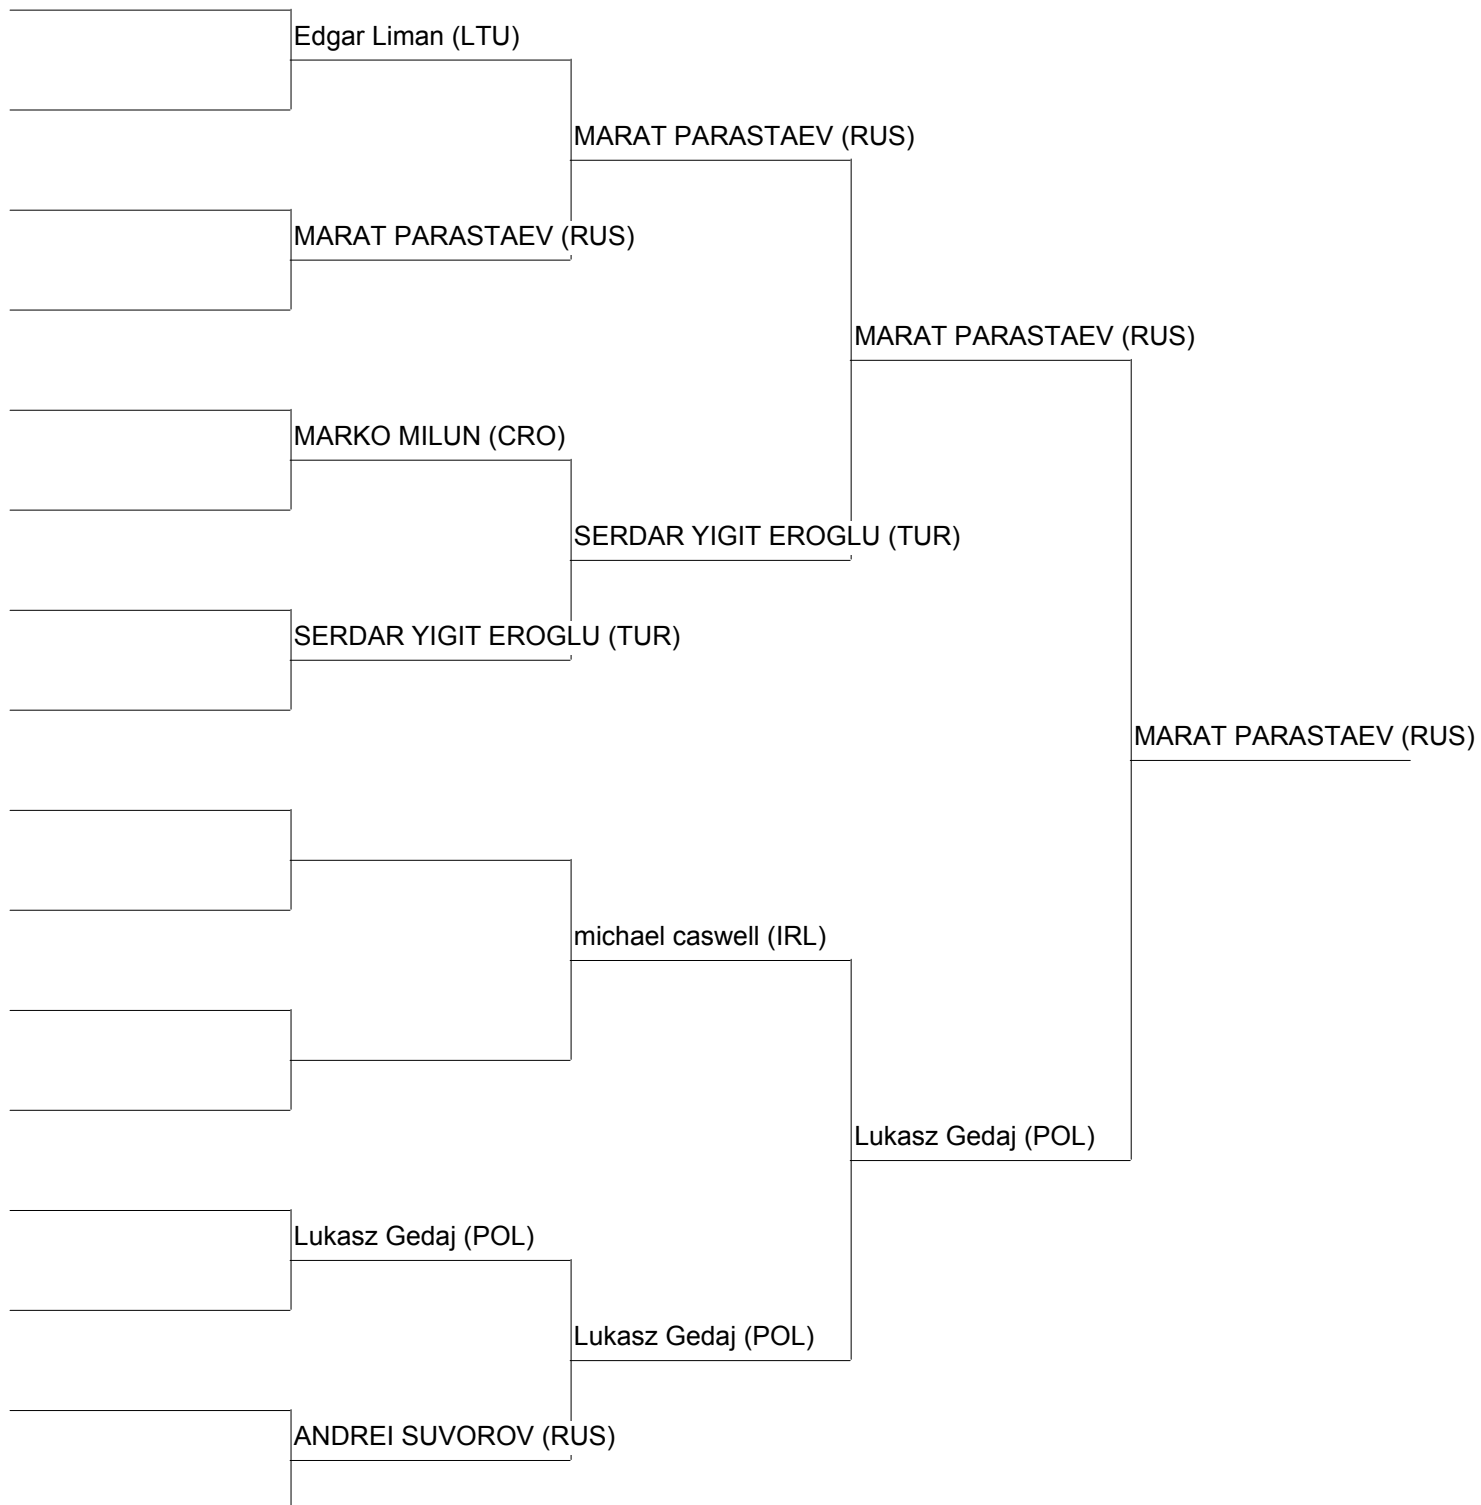 Edgar Liman (LTU)
MARAT PARASTAEV (RUS)
MARAT PARASTAEV (RUS)
MARAT PARASTAEV (RUS)
MARKO MILUN (CRO)
SERDAR YIGIT EROGLU (TUR)
SERDAR YIGIT EROGLU (TUR)
MARAT PARASTAEV (RUS)
michael caswell (IRL)
Lukasz Gedaj (POL)
Lukasz Gedaj (POL)
Lukasz Gedaj (POL)
ANDREI SUVOROV (RUS)